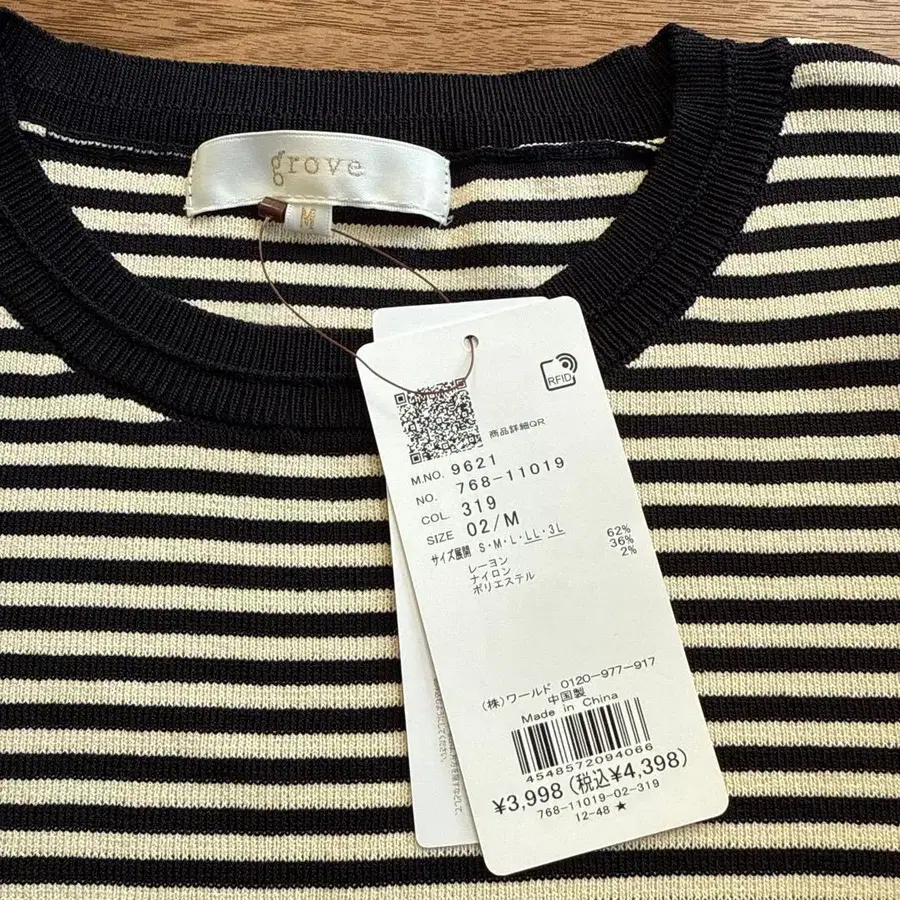 grove
M
RFID
商品詳細QR
M.NO. 9621
NO. 768-11019
COL. 319
SIZE 02/M
サイズ展開 S・M・L・LL・3L
レーヨン 62%
ナイロン 36%
ポリエステル 2%
(株)ワールド 0120-977-917
中国製
Made in China
4548572094066
¥3,998(税込¥4,398)
768-11019-02-319
12-48 ★